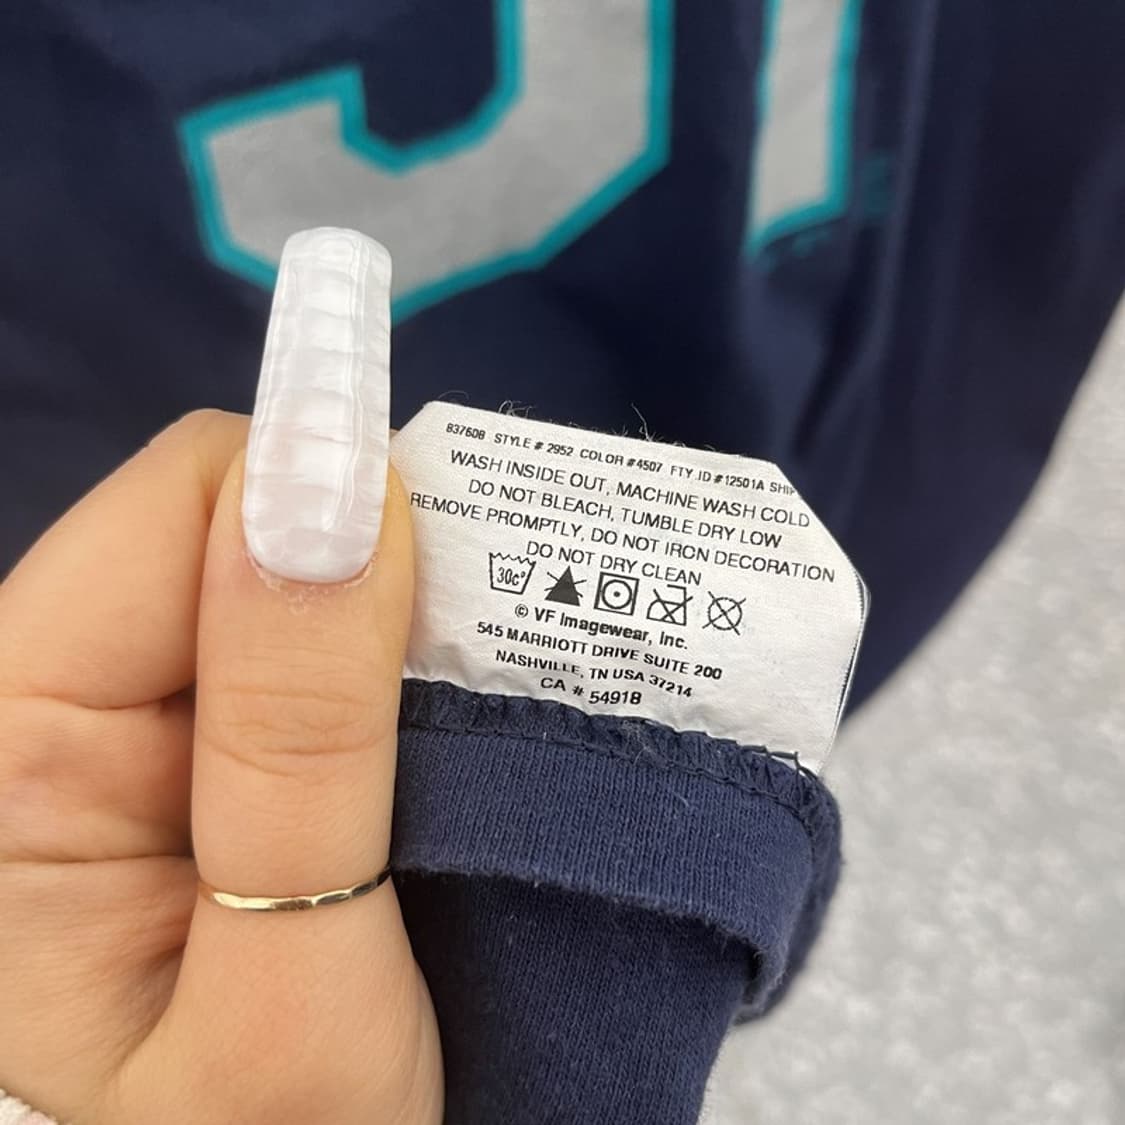 51
83760B STYLE # 2952 COLOR #4507 FTY ID #12501A SHIP
WASH INSIDE OUT, MACHINE WASH COLD
DO NOT BLEACH, TUMBLE DRY LOW
REMOVE PROMPTLY, DO NOT IRON DECORATION
DO NOT DRY CLEAN
30c°
© VF Imagewear, Inc.
545 MARRIOTT DRIVE SUITE 200
NASHVILLE, TN USA 37214
CA # 54918